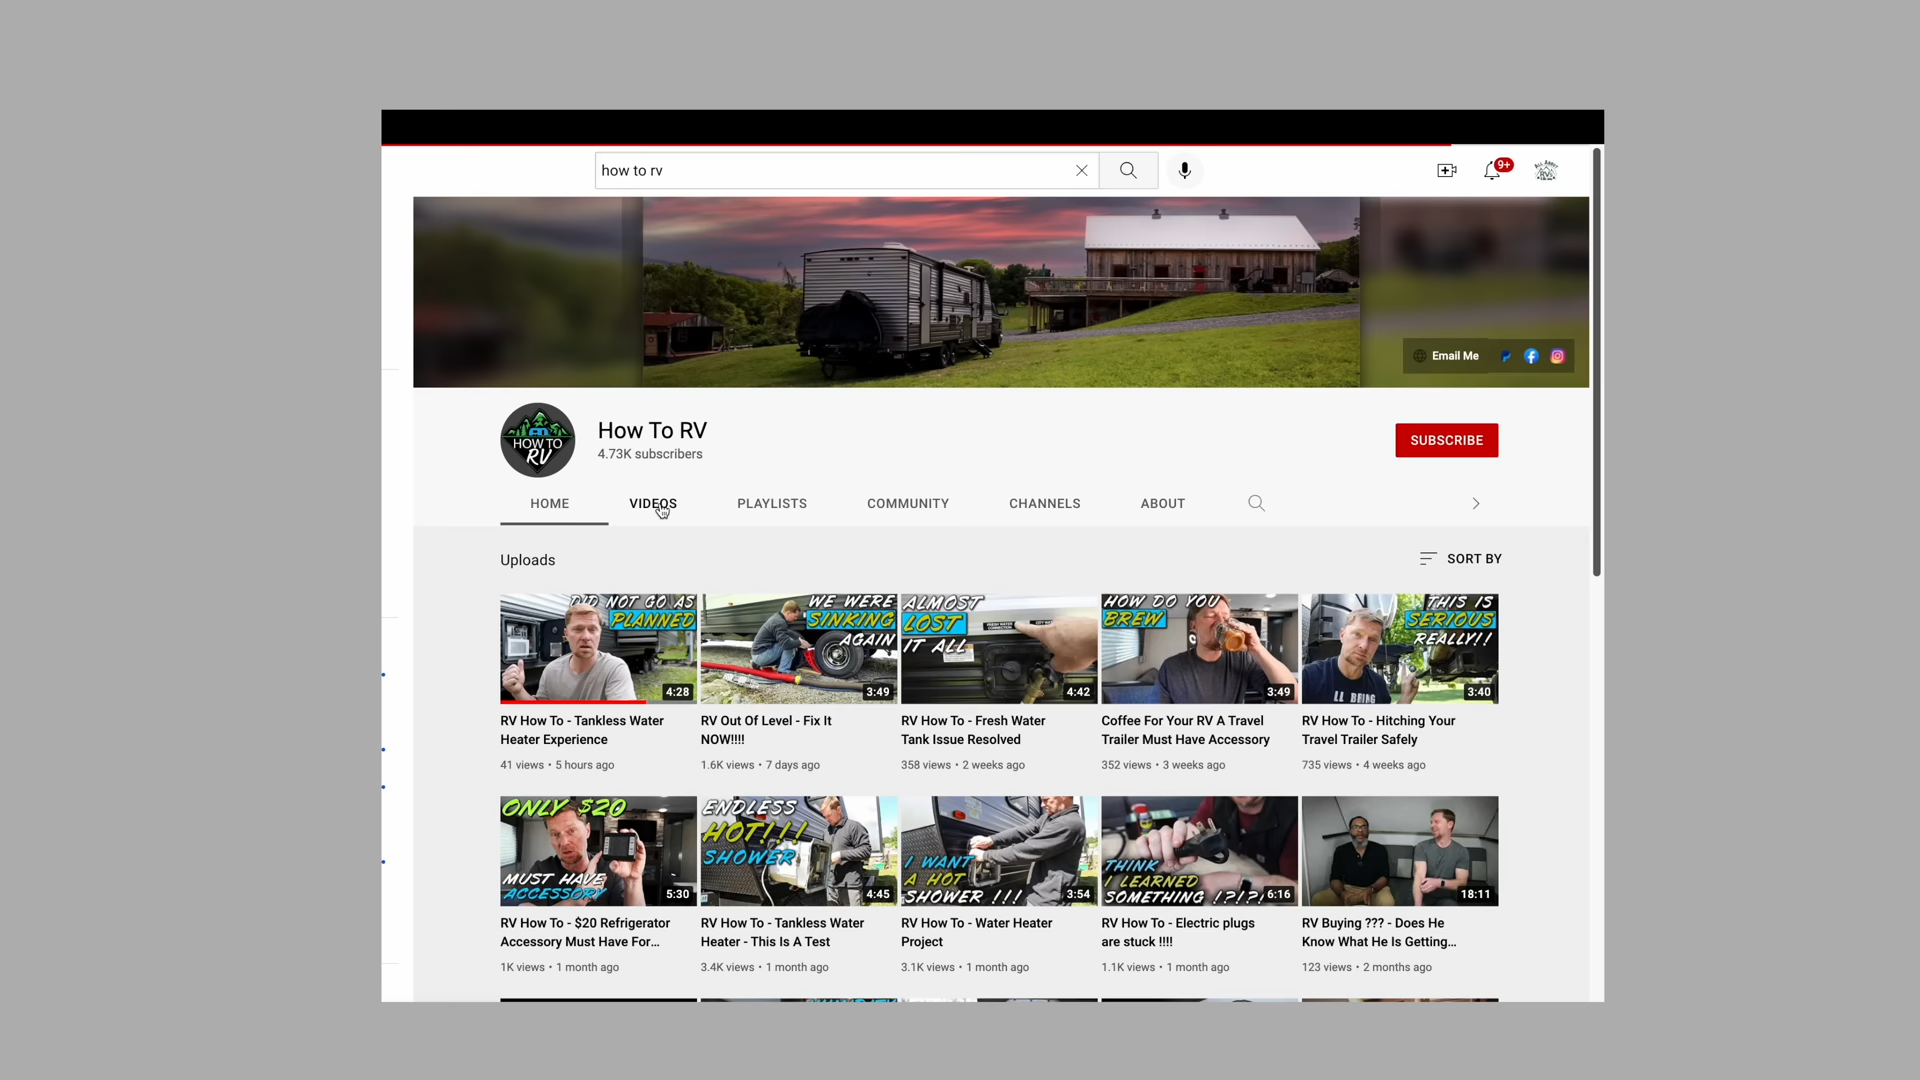 how to rv
9+
Email Me
HOW TO
RV
How To RV
4.73K subscribers
SUBSCRIBE
HOME
VIDEOS
PLAYLISTS
COMMUNITY
CHANNELS
ABOUT
Uploads
SORT BY
DID NOT GO AS
PLANNED
4:28
WE WERE
SINKING
AGAIN
3:49
ALMOST
LOST
IT ALL
4:42
HOW DO YOU
BREW
3:49
THIS IS
SERIOUS
REALLY!!
3:40
RV How To - Tankless Water
Heater Experience
41 views • 5 hours ago
RV Out Of Level - Fix It
NOW!!!!
1.6K views • 7 days ago
RV How To - Fresh Water
Tank Issue Resolved
358 views • 2 weeks ago
Coffee For Your RV A Travel
Trailer Must Have Accessory
352 views • 3 weeks ago
RV How To - Hitching Your
Travel Trailer Safely
735 views • 4 weeks ago
ONLY $20
MUST HAVE
ACCESSORY
5:30
ENDLESS
HOT!!!
SHOWER
4:45
I WANT
A HOT
SHOWER !!!
3:54
THINK
I LEARNED
SOMETHING !?!?!
6:16
18:11
RV How To - $20 Refrigerator
Accessory Must Have For...
1K views • 1 month ago
RV How To - Tankless Water
Heater - This Is A Test
3.4K views • 1 month ago
RV How To - Water Heater
Project
3.1K views • 1 month ago
RV How To - Electric plugs
are stuck !!!!
1.1K views • 1 month ago
RV Buying ??? - Does He
Know What He Is Getting...
123 views • 2 months ago